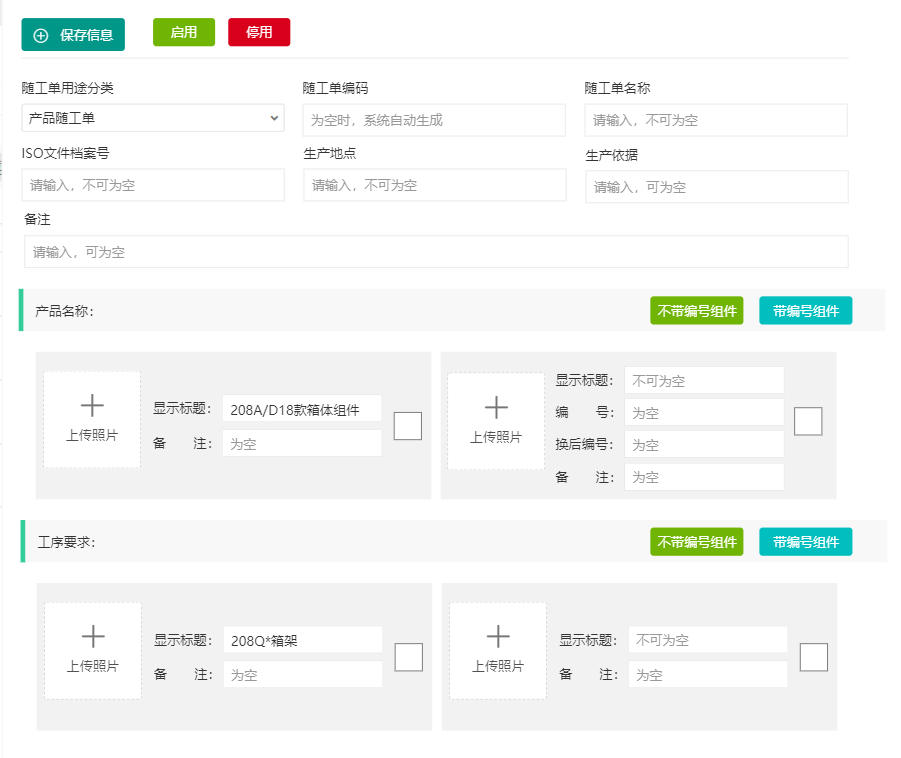 保存信息 启用 停用
随工单用途分类 随工单编码 随工单名称
产品随工单 为空时，系统自动生成 请输入，不可为空
ISO文件档案号 生产地点 生产依据
请输入，不可为空 请输入，不可为空 请输入，可为空
备注
请输入，可为空
产品名称： 不带编号组件 带编号组件
上传照片
显示标题： 208A/D18款箱体组件
备 注： 为空
上传照片
显示标题： 不可为空
编 号： 为空
换后编号： 为空
备 注： 为空
工序要求： 不带编号组件 带编号组件
上传照片
显示标题： 208Q*箱架
备 注： 为空
上传照片
显示标题： 不可为空
备 注： 为空